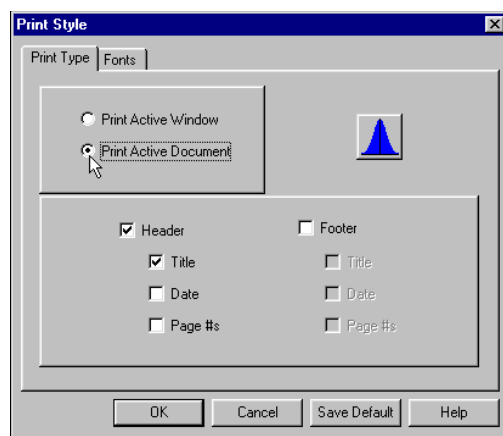 Print Style
Print Type Fonts
Print Active Window
Print Active Document
Header Footer
Title Title
Date Date
Page #s Page #s
OK Cancel Save Default Help